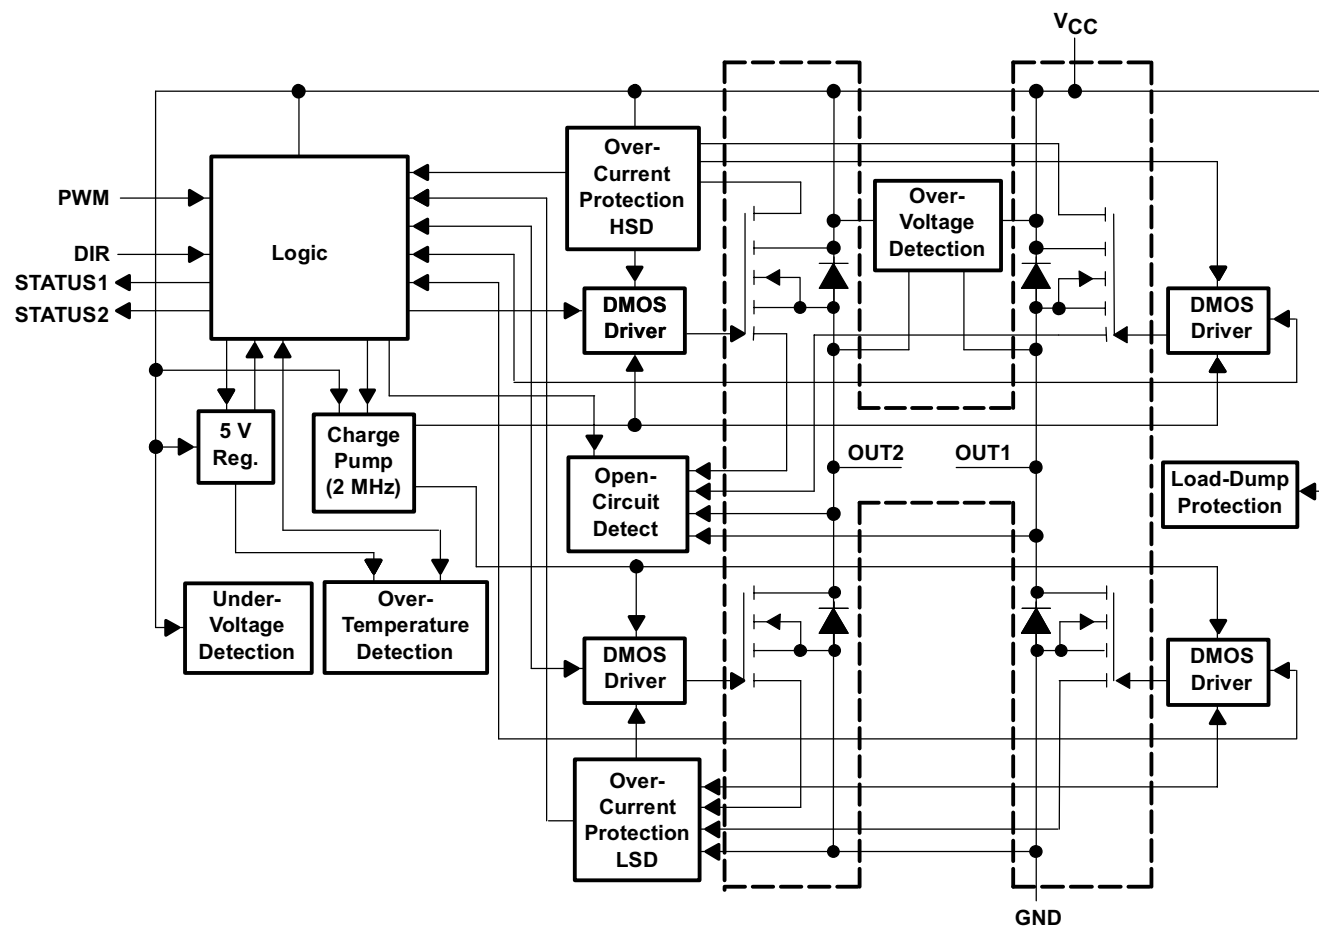 VCC
Over-
Current
Protection
HSD
PWM
DIR
STATUS1
STATUS2
Logic
Over-
Voltage
Detection
DMOS
Driver
DMOS
Driver
5 V
Reg.
Charge
Pump
(2 MHz)
Open-
Circuit
Detect
OUT2
OUT1
Load-Dump
Protection
Under-
Voltage
Detection
Over-
Temperature
Detection
DMOS
Driver
DMOS
Driver
Over-
Current
Protection
LSD
GND